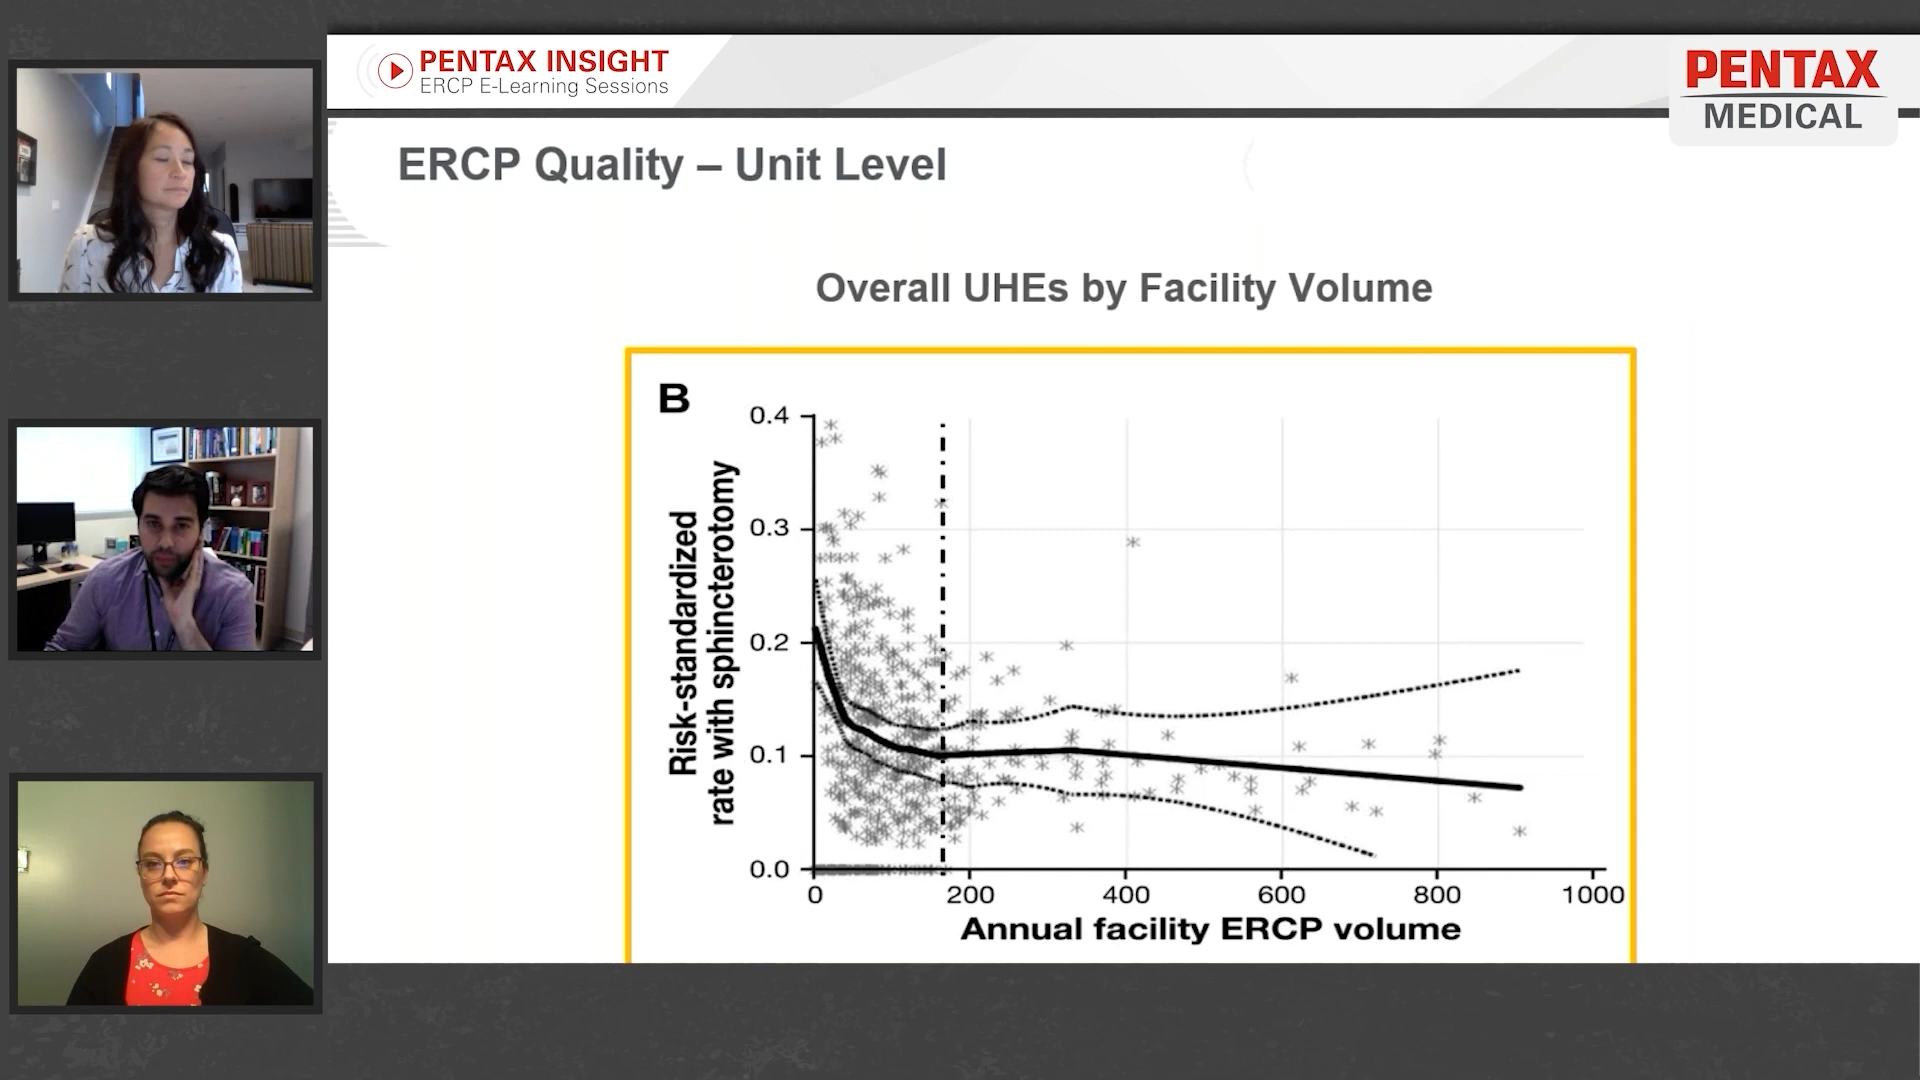 PENTAX INSIGHT
ERCP E-Learning Sessions
PENTAX
MEDICAL
ERCP Quality – Unit Level
Overall UHEs by Facility Volume
B
Risk-standardized
rate with sphincterotomy
0.4
0.3
0.2
0.1
0.0
0 200 400 600 800 1000
Annual facility ERCP volume